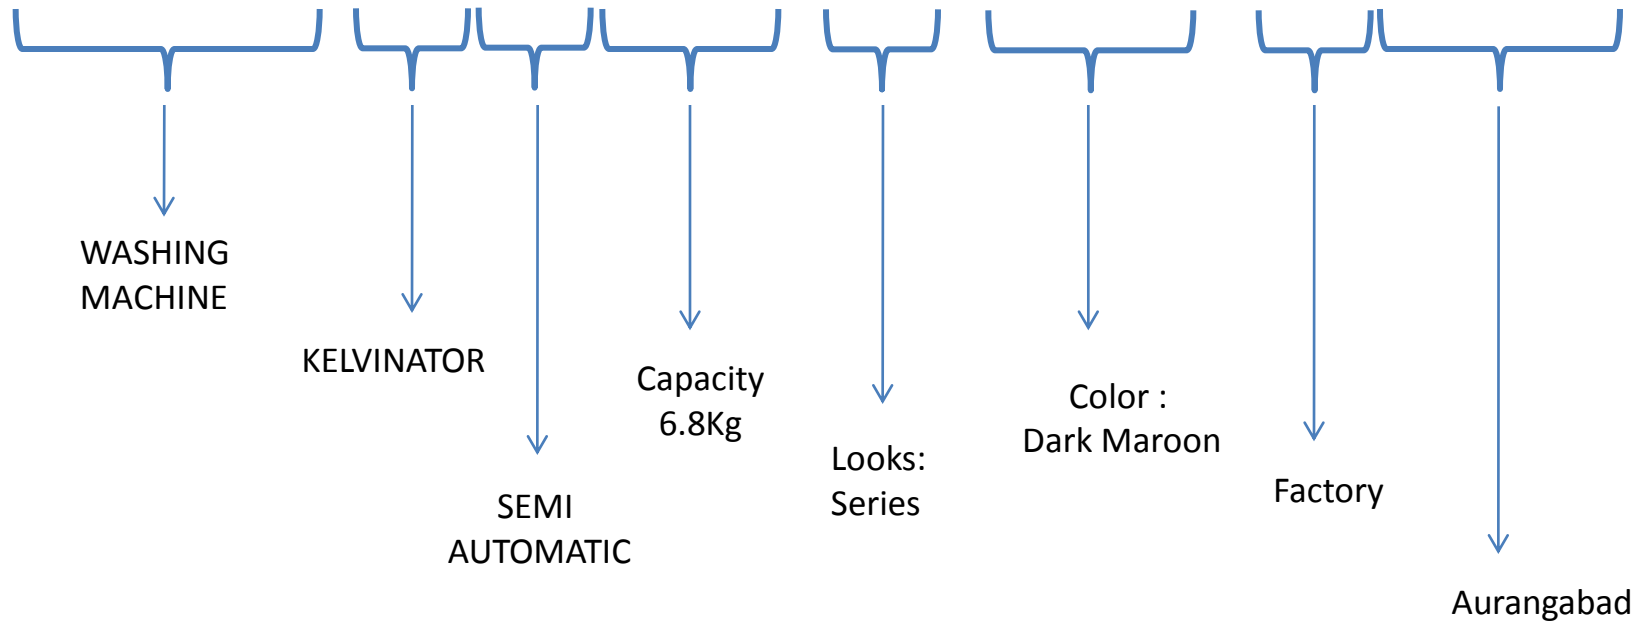 WASHING
MACHINE
KELVINATOR
SEMI
AUTOMATIC
Capacity
6.8Kg
Looks:
Series
Color :
Dark Maroon
Factory
Aurangabad